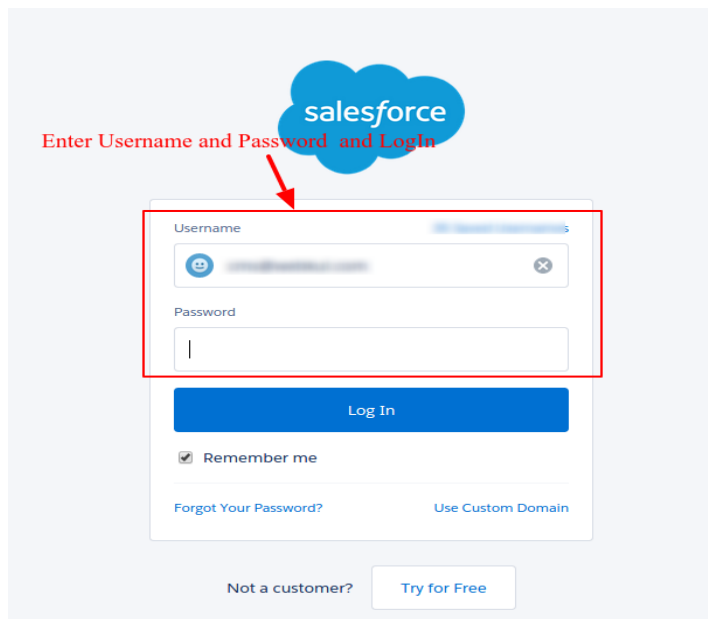 salesforce
Enter Username and Password and LogIn
Username
Password
Log In
Remember me
Forgot Your Password? Use Custom Domain
Not a customer? Try for Free